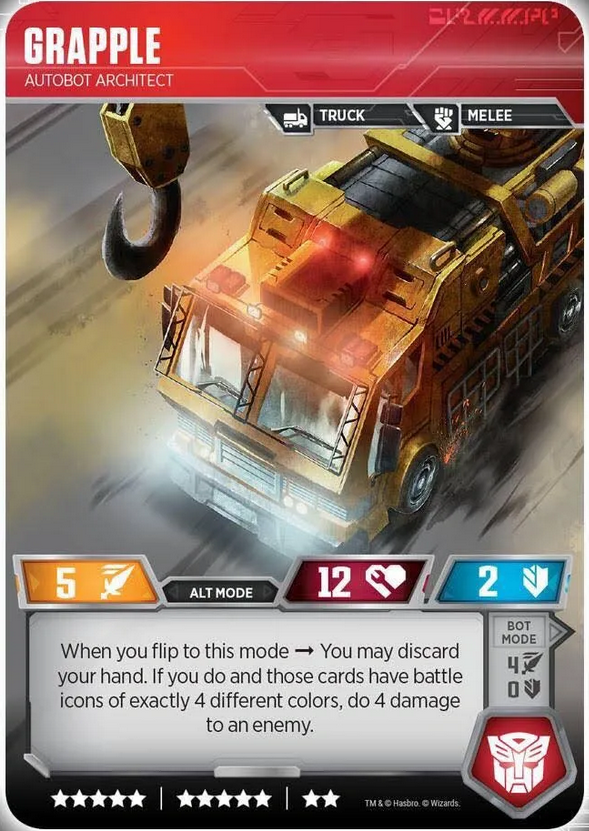 GRAPPLE
AUTOBOT ARCHITECT
TRUCK
MELEE
5
ALT MODE
12
2
When you flip to this mode → You may discard
your hand. If you do and those cards have battle
icons of exactly 4 different colors, do 4 damage
to an enemy.
BOT
MODE
4
0
TM & © Hasbro. © Wizards.